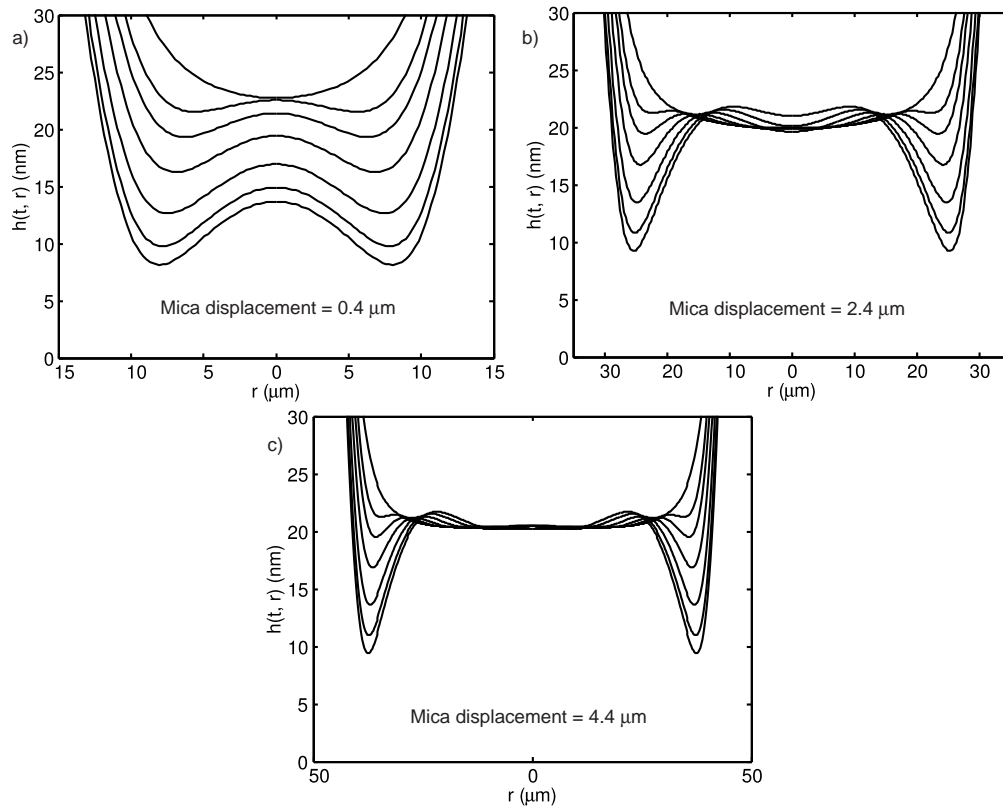 a)
30
25
20
15
10
5
0
h(t, r) (nm)
Mica displacement = 0.4 μm
15 10 5 0 5 10 15
r (μm)
b)
30
25
20
15
10
5
0
h(t, r) (nm)
Mica displacement = 2.4 μm
30 20 10 0 10 20 30
r (μm)
c)
30
25
20
15
10
5
0
h(t, r) (nm)
Mica displacement = 4.4 μm
50 0 50
r (μm)